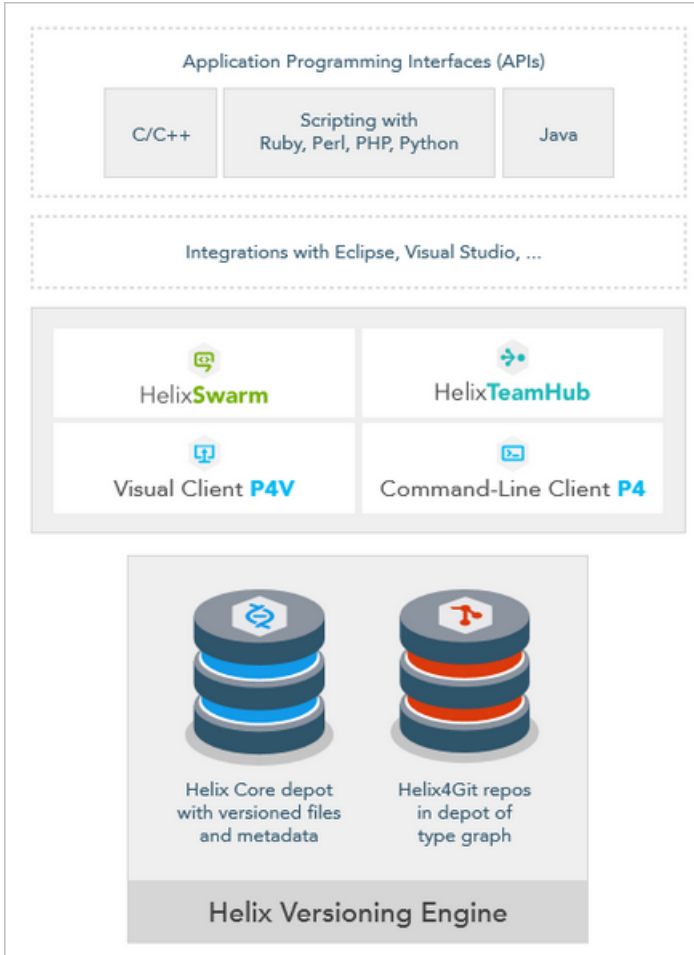 Application Programming Interfaces (APIs)
C/C++
Scripting with
Ruby, Perl, PHP, Python
Java
Integrations with Eclipse, Visual Studio, ...
HelixSwarm
HelixTeamHub
Visual Client P4V
Command-Line Client P4
Helix Core depot
with versioned files
and metadata
Helix4Git repos
in depot of
type graph
Helix Versioning Engine